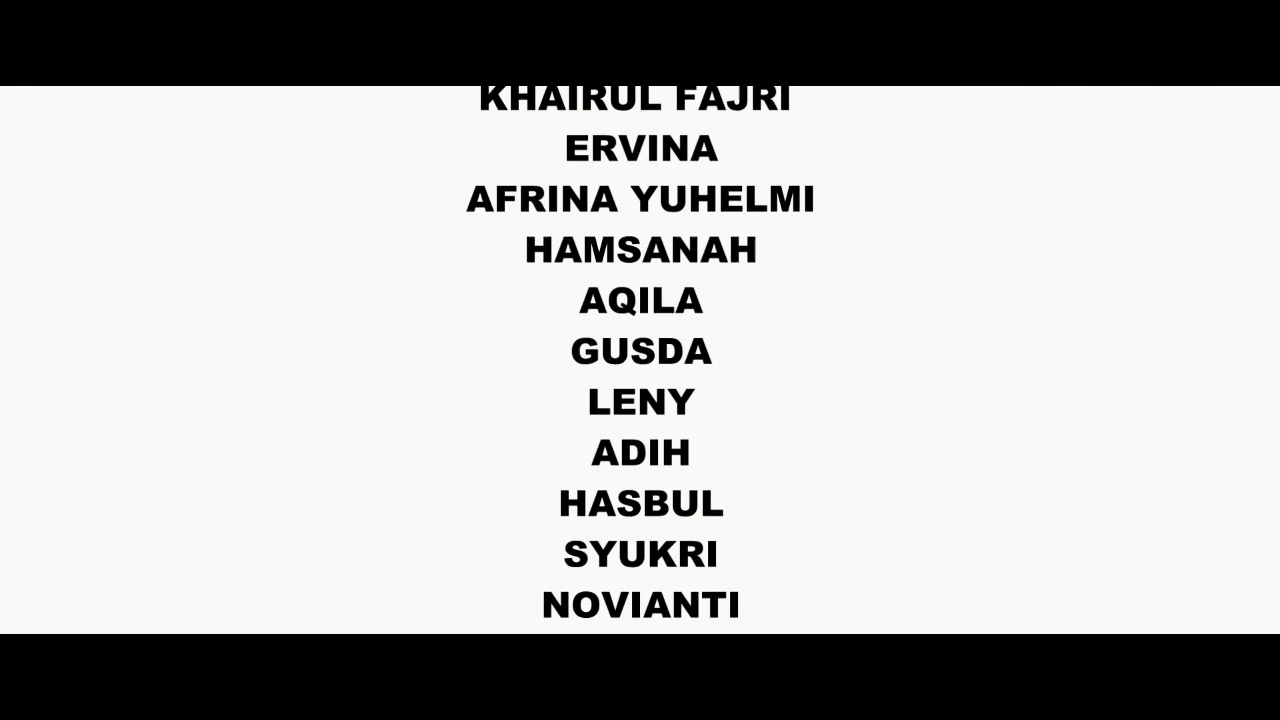 KHAIRUL FAJRI
ERVINA
AFRINA YUHELMI
HAMSANAH
AQILA
GUSDA
LENY
ADIH
HASBUL
SYUKRI
NOVIANTI